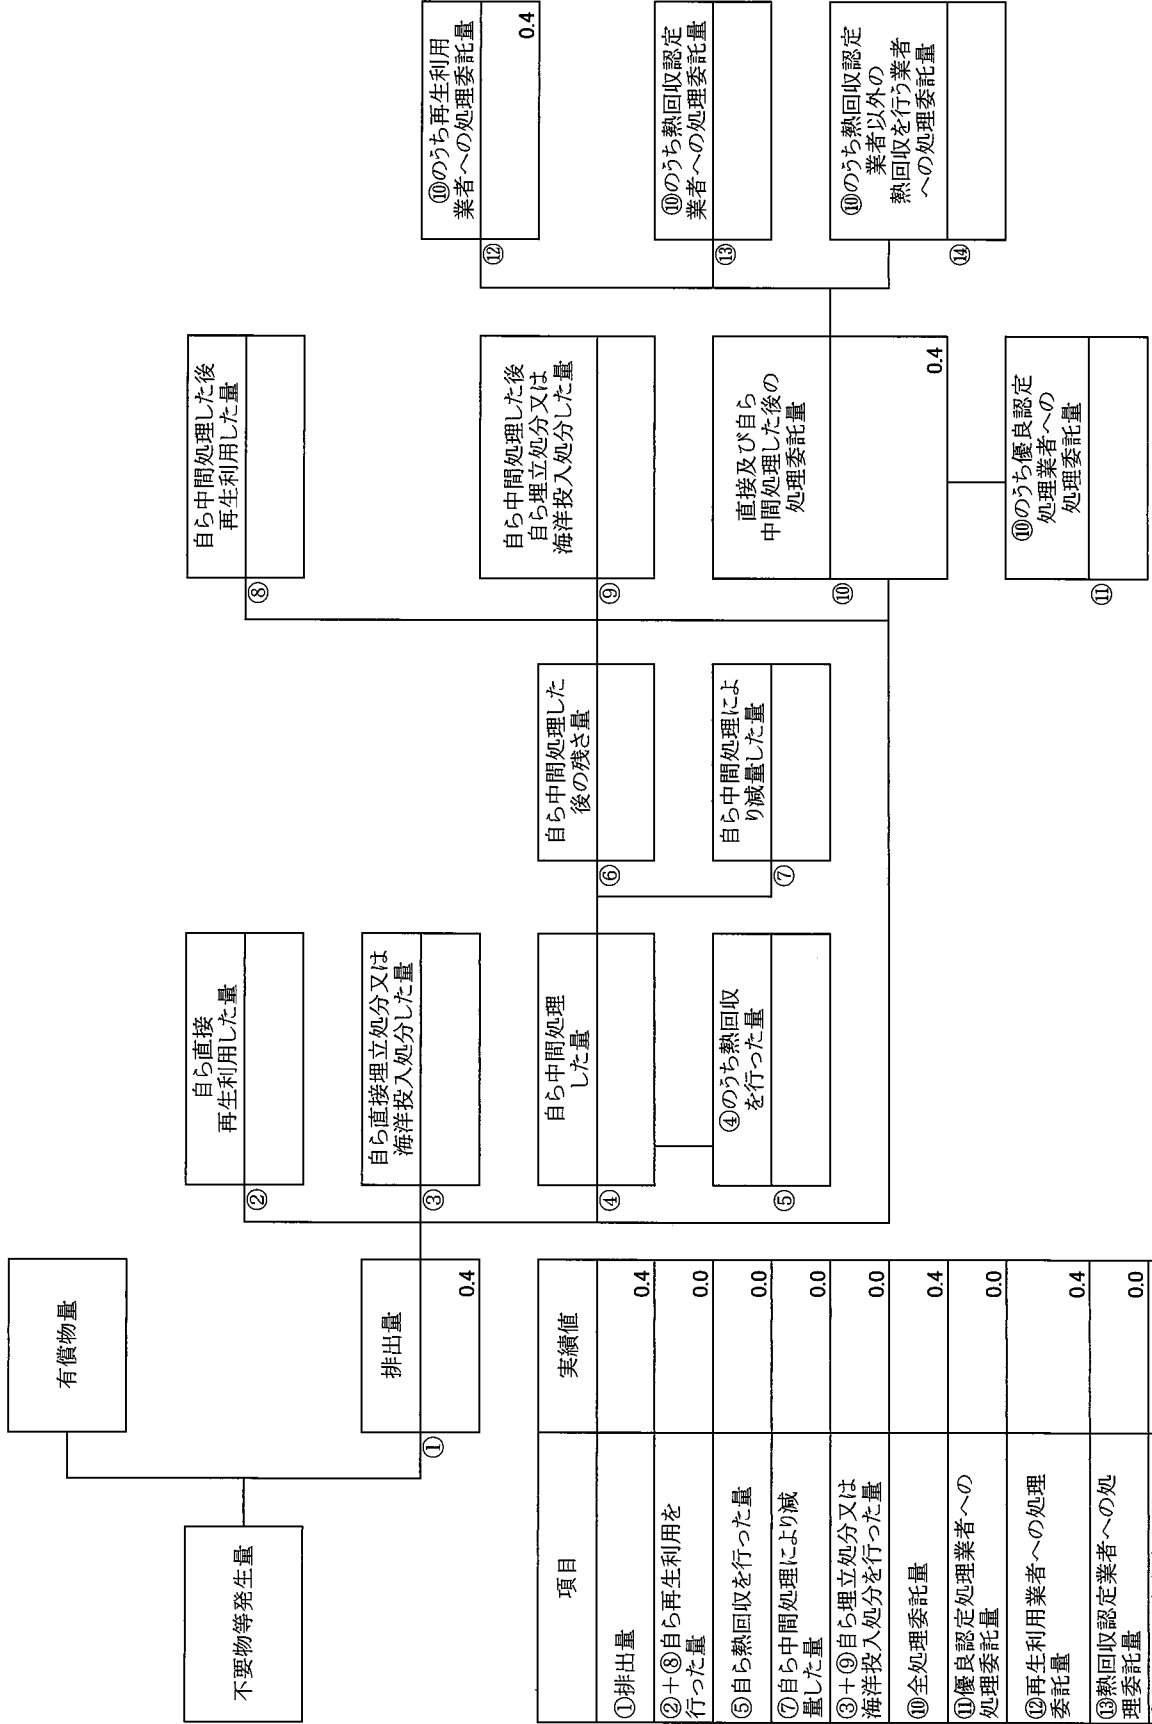 不要物等発生量
有償物量
①
排出量
0.4
②
自ら直接
再生利用した量
③
自ら直接埋立処分又は
海洋投入処分した量
④
自ら中間処理
した量
⑤
④のうち熱回収
を行った量
⑥
自ら中間処理した
後の残さ量
⑦
自ら中間処理によ
り減量した量
⑧
自ら中間処理した後
再生利用した量
⑨
自ら中間処理した後
自ら埋立処分又は
海洋投入処分した量
⑩
直接及び自ら
中間処理した後の
処理委託量
0.4
⑪
⑩のうち優良認定
処理業者への
処理委託量
⑫
⑩のうち再生利用
業者への処理委託量
0.4
⑬
⑩のうち熱回収認定
業者への処理委託量
⑭
⑩のうち熱回収認定
業者以外の
熱回収を行う業者
への処理委託量
項目 実績値
①排出量 0.4
②+⑧自ら再生利用を
行った量 0.0
⑤自ら熱回収を行った量 0.0
⑦自ら中間処理により減
量した量 0.0
③+⑨自ら埋立処分又は
海洋投入処分を行った量 0.0
⑩全処理委託量 0.4
⑪優良認定処理業者への
処理委託量 0.0
⑫再生利用業者への処理
委託量 0.4
⑬熱回収認定業者への処
理委託量 0.0